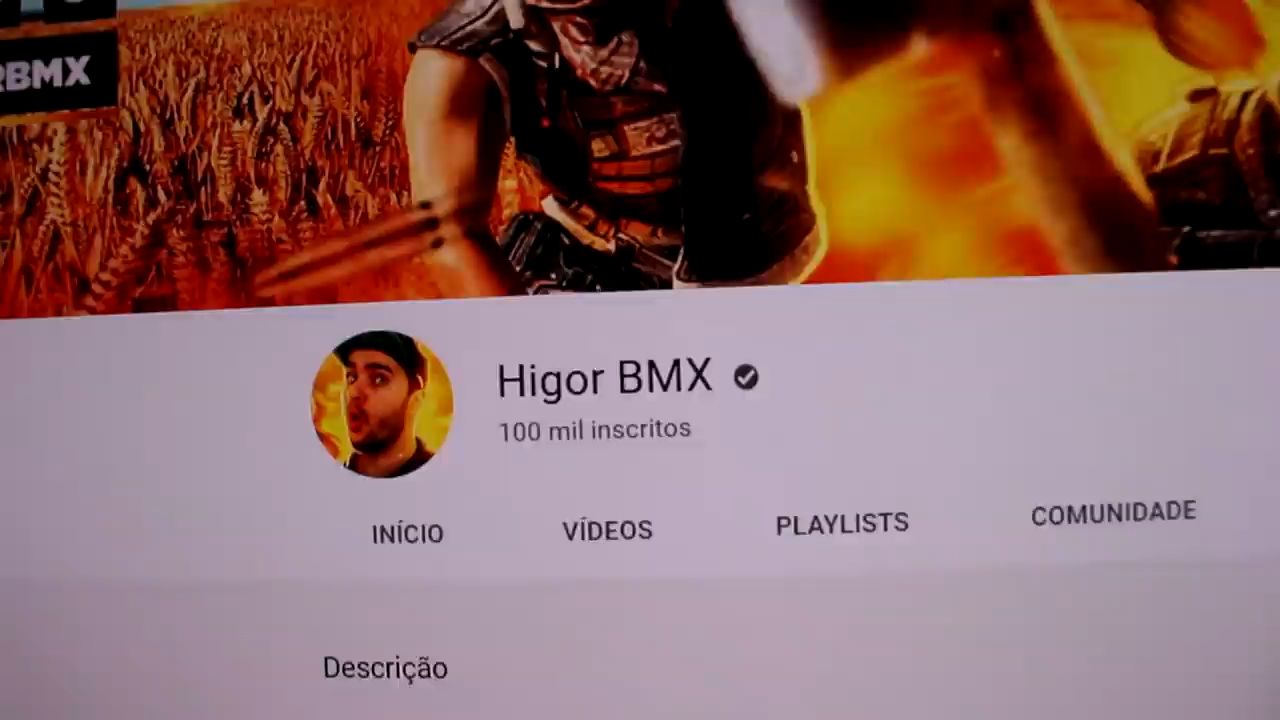 RBMX
Higor BMX
100 mil inscritos
INÍCIO
VÍDEOS
PLAYLISTS
COMUNIDADE
Descrição